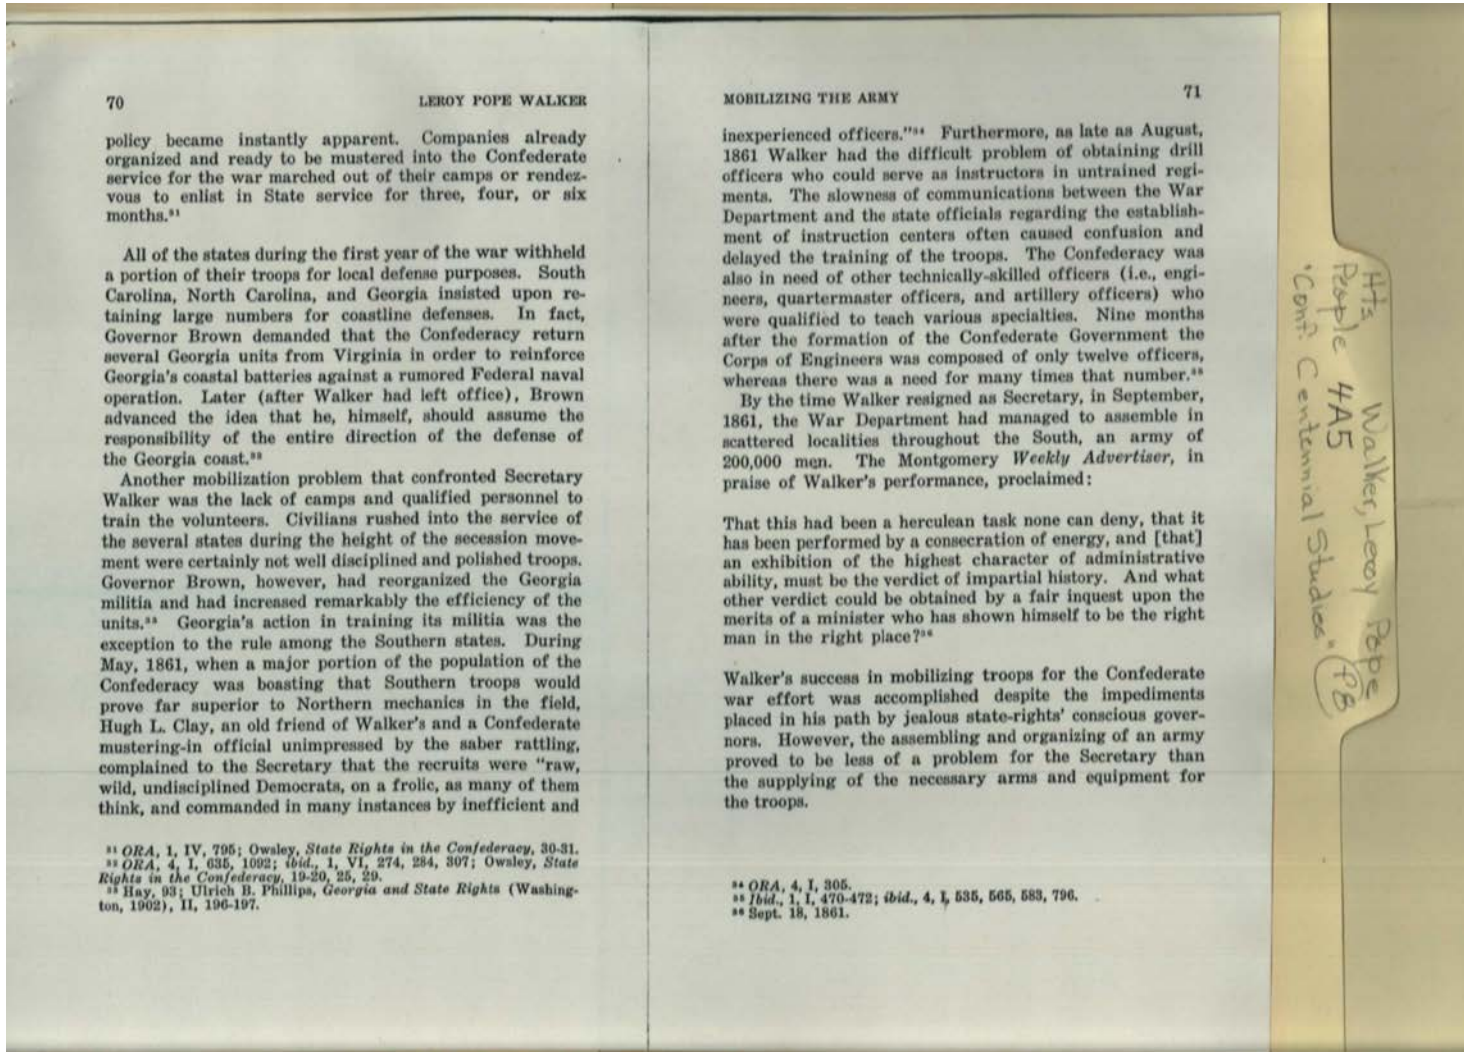 70 LEROY POPE WALKER
policy became instantly apparent. Companies already
organized and ready to be mustered into the Confederate
service for the war marched out of their camps or rendez-
vous to enlist in State service for three, four, or six
months.³¹
All of the states during the first year of the war withheld
a portion of their troops for local defense purposes. South
Carolina, North Carolina, and Georgia insisted upon re-
taining large numbers for coastline defenses. In fact,
Governor Brown demanded that the Confederacy return
several Georgia units from Virginia in order to reinforce
Georgia's coastal batteries against a rumored Federal naval
operation. Later (after Walker had left office), Brown
advanced the idea that he, himself, should assume the
responsibility of the entire direction of the defense of
the Georgia coast.³²
Another mobilization problem that confronted Secretary
Walker was the lack of camps and qualified personnel to
train the volunteers. Civilians rushed into the service of
the several states during the height of the secession move-
ment were certainly not well disciplined and polished troops.
Governor Brown, however, had reorganized the Georgia
militia and had increased remarkably the efficiency of the
units.³³ Georgia's action in training its militia was the
exception to the rule among the Southern states. During
May, 1861, when a major portion of the population of the
Confederacy was boasting that Southern troops would
prove far superior to Northern mechanics in the field,
Hugh L. Clay, an old friend of Walker's and a Confederate
mustering-in official unimpressed by the saber rattling,
complained to the Secretary that the recruits were "raw,
wild, undisciplined Democrats, on a frolic, as many of them
think, and commanded in many instances by inefficient and
³¹ ORA, 1, IV, 795; Owsley, State Rights in the Confederacy, 30-31.
³² ORA, 4, I, 635, 1092; ibid., 1, VI, 274, 284, 307; Owsley, State
Rights in the Confederacy, 19-20, 25, 29.
³³ Hay, 93; Ulrich B. Phillips, Georgia and State Rights (Washing-
ton, 1902), II, 196-197.
MOBILIZING THE ARMY 71
inexperienced officers."³⁴ Furthermore, as late as August,
1861 Walker had the difficult problem of obtaining drill
officers who could serve as instructors in untrained regi-
ments. The slowness of communications between the War
Department and the state officials regarding the establish-
ment of instruction centers often caused confusion and
delayed the training of the troops. The Confederacy was
also in need of other technically-skilled officers (i.e., engi-
neers, quartermaster officers, and artillery officers) who
were qualified to teach various specialties. Nine months
after the formation of the Confederate Government the
Corps of Engineers was composed of only twelve officers,
whereas there was a need for many times that number.³⁵
By the time Walker resigned as Secretary, in September,
1861, the War Department had managed to assemble in
scattered localities throughout the South, an army of
200,000 men. The Montgomery Weekly Advertiser, in
praise of Walker's performance, proclaimed:
That this had been a herculean task none can deny, that it
has been performed by a consecration of energy, and [that]
an exhibition of the highest character of administrative
ability, must be the verdict of impartial history. And what
other verdict could be obtained by a fair inquest upon the
merits of a minister who has shown himself to be the right
man in the right place?³⁶
Walker's success in mobilizing troops for the Confederate
war effort was accomplished despite the impediments
placed in his path by jealous state-rights' conscious gover-
nors. However, the assembling and organizing of an army
proved to be less of a problem for the Secretary than
the supplying of the necessary arms and equipment for
the troops.
³⁴ ORA, 4, I, 305.
³⁵ Ibid., 1, I, 470-472; ibid., 4, I, 535, 565, 583, 796.
³⁶ Sept. 18, 1861.
Hts, Walker, Leroy Pope
People 4A5 P8
"Conf. Centennial Studies"